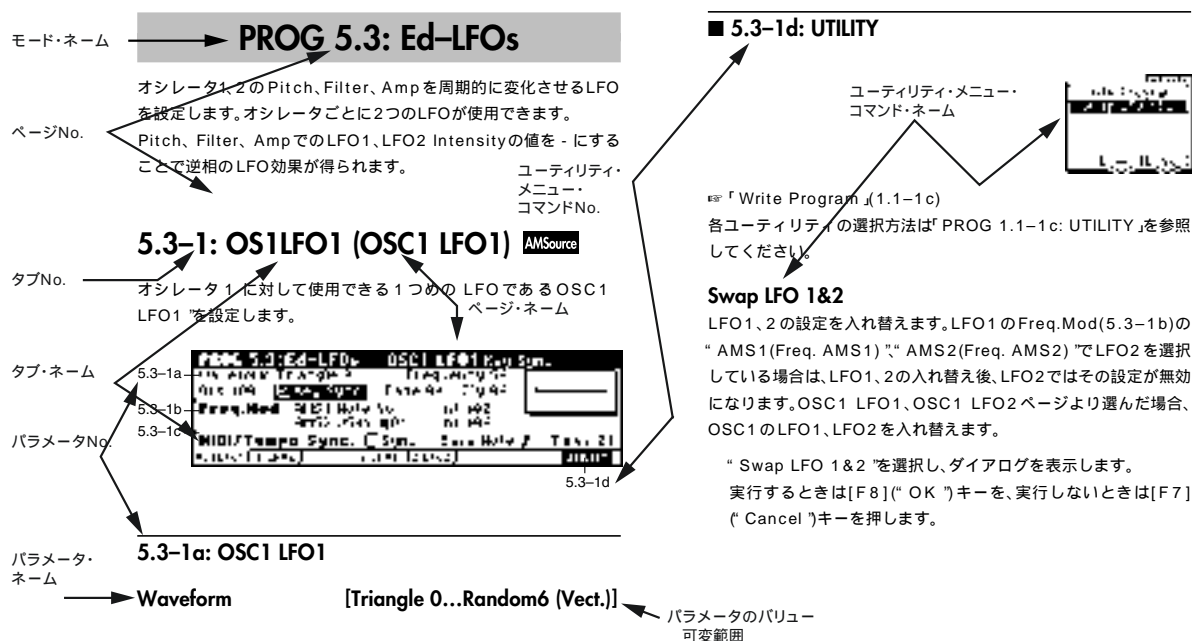 モード・ネーム
PROG 5.3: Ed–LFOs
オシレータ1、2のPitch、Filter、Ampを周期的に変化させるLFO
を設定します。オシレータごとに2つのLFOが使用できます。
ページNo.
Pitch、Filter、AmpでのLFO1、LFO2 Intensityの値を - にする
ことで逆相のLFO効果が得られます。
ユーティリティ・
メニュー・
コマンドNo.
5.3–1: OS1LFO1 (OSC1 LFO1) AMSource
タブNo.
オシレータ1 に対して使用できる1つめの LFOであるOSC1
LFO1 ”を設定します。
ページ・ネーム
PROG 5.3:Ed-LFOs OSC1 LFO1 Key Sync.
タブ・ネーム
5.3–1a
5.3–1b
Freq.Mod
5.3–1c
パラメータNo.
MIDI/Tempo Sync.
5.3–1d
5.3–1a: OSC1 LFO1
パラメータ・
ネーム
Waveform [Triangle 0…Random6 (Vect.)]
パラメータのバリュー
可変範囲
■ 5.3–1d: UTILITY
ユーティリティ・メニュー・
コマンド・ネーム
☞「Write Program」(1.1–1c)
各ユーティリティの選択方法は「PROG 1.1–1c: UTILITY」を参照
してください。
Swap LFO 1&2
LFO1、2の設定を入れ替えます。LFO1のFreq.Mod(5.3–1b)の
“AMS1(Freq. AMS1)”、“AMS2(Freq. AMS2)”でLFO2を選択
している場合は、LFO1、2の入れ替え後、LFO2ではその設定が無効
になります。OSC1 LFO1、OSC1 LFO2ページより選んだ場合、
OSC1のLFO1、LFO2を入れ替えます。
“Swap LFO 1&2”を選択し、ダイアログを表示します。
実行するときは[F8](“OK”)キーを、実行しないときは[F7]
(“Cancel”)キーを押します。